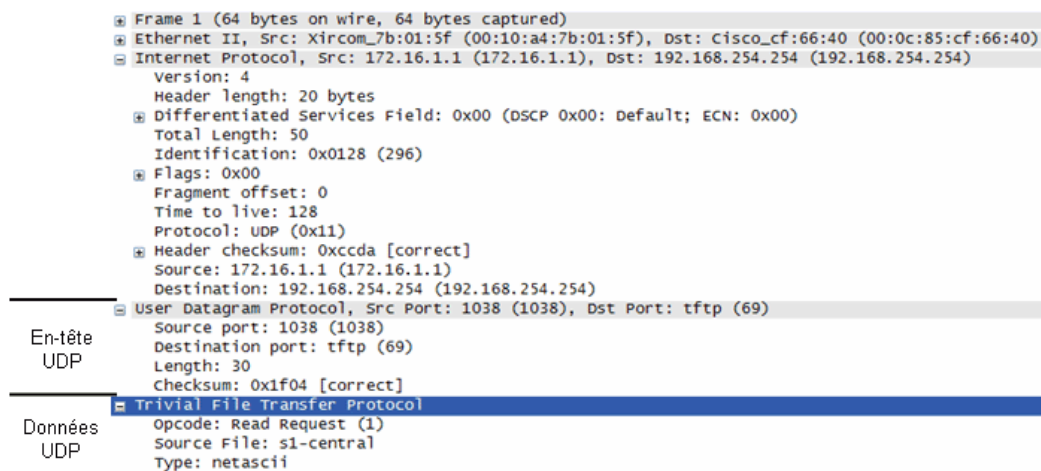 Frame 1 (64 bytes on wire, 64 bytes captured)
Ethernet II, Src: Xircom_7b:01:5f (00:10:a4:7b:01:5f), Dst: Cisco_cf:66:40 (00:0c:85:cf:66:40)
Internet Protocol, Src: 172.16.1.1 (172.16.1.1), Dst: 192.168.254.254 (192.168.254.254)
Version: 4
Header length: 20 bytes
Differentiated Services Field: 0x00 (DSCP 0x00: Default; ECN: 0x00)
Total Length: 50
Identification: 0x0128 (296)
Flags: 0x00
Fragment offset: 0
Time to live: 128
Protocol: UDP (0x11)
Header checksum: 0xccda [correct]
Source: 172.16.1.1 (172.16.1.1)
Destination: 192.168.254.254 (192.168.254.254)
En-tête
UDP
User Datagram Protocol, Src Port: 1038 (1038), Dst Port: tftp (69)
Source port: 1038 (1038)
Destination port: tftp (69)
Length: 30
Checksum: 0x1f04 [correct]
Données
UDP
Trivial File Transfer Protocol
Opcode: Read Request (1)
Source File: s1-central
Type: netascii